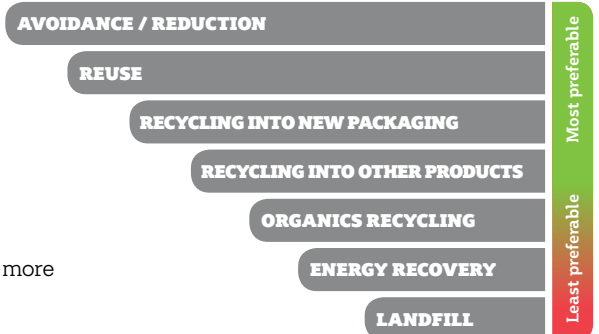 AVOIDANCE / REDUCTION
REUSE
RECYCLING INTO NEW PACKAGING
RECYCLING INTO OTHER PRODUCTS
ORGANICS RECYCLING
more
ENERGY RECOVERY
LANDFILL
Most preferable
Least preferable